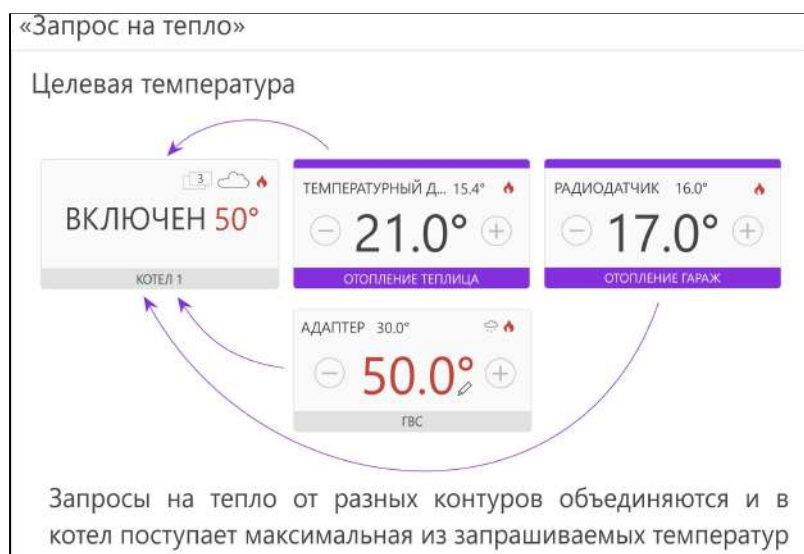 «Запрос на тепло»
Целевая температура
3
ВКЛЮЧЕН 50°
КОТЕЛ 1
ТЕМПЕРАТУРНЫЙ Д... 15.4°
21.0°
ОТОПЛЕНИЕ ТЕПЛИЦА
РАДИОДАТЧИК 16.0°
17.0°
ОТОПЛЕНИЕ ГАРАЖ
АДАПТЕР 30.0°
50.0°
ГВС
Запросы на тепло от разных контуров объединяются и в
котел поступает максимальная из запрашиваемых температур